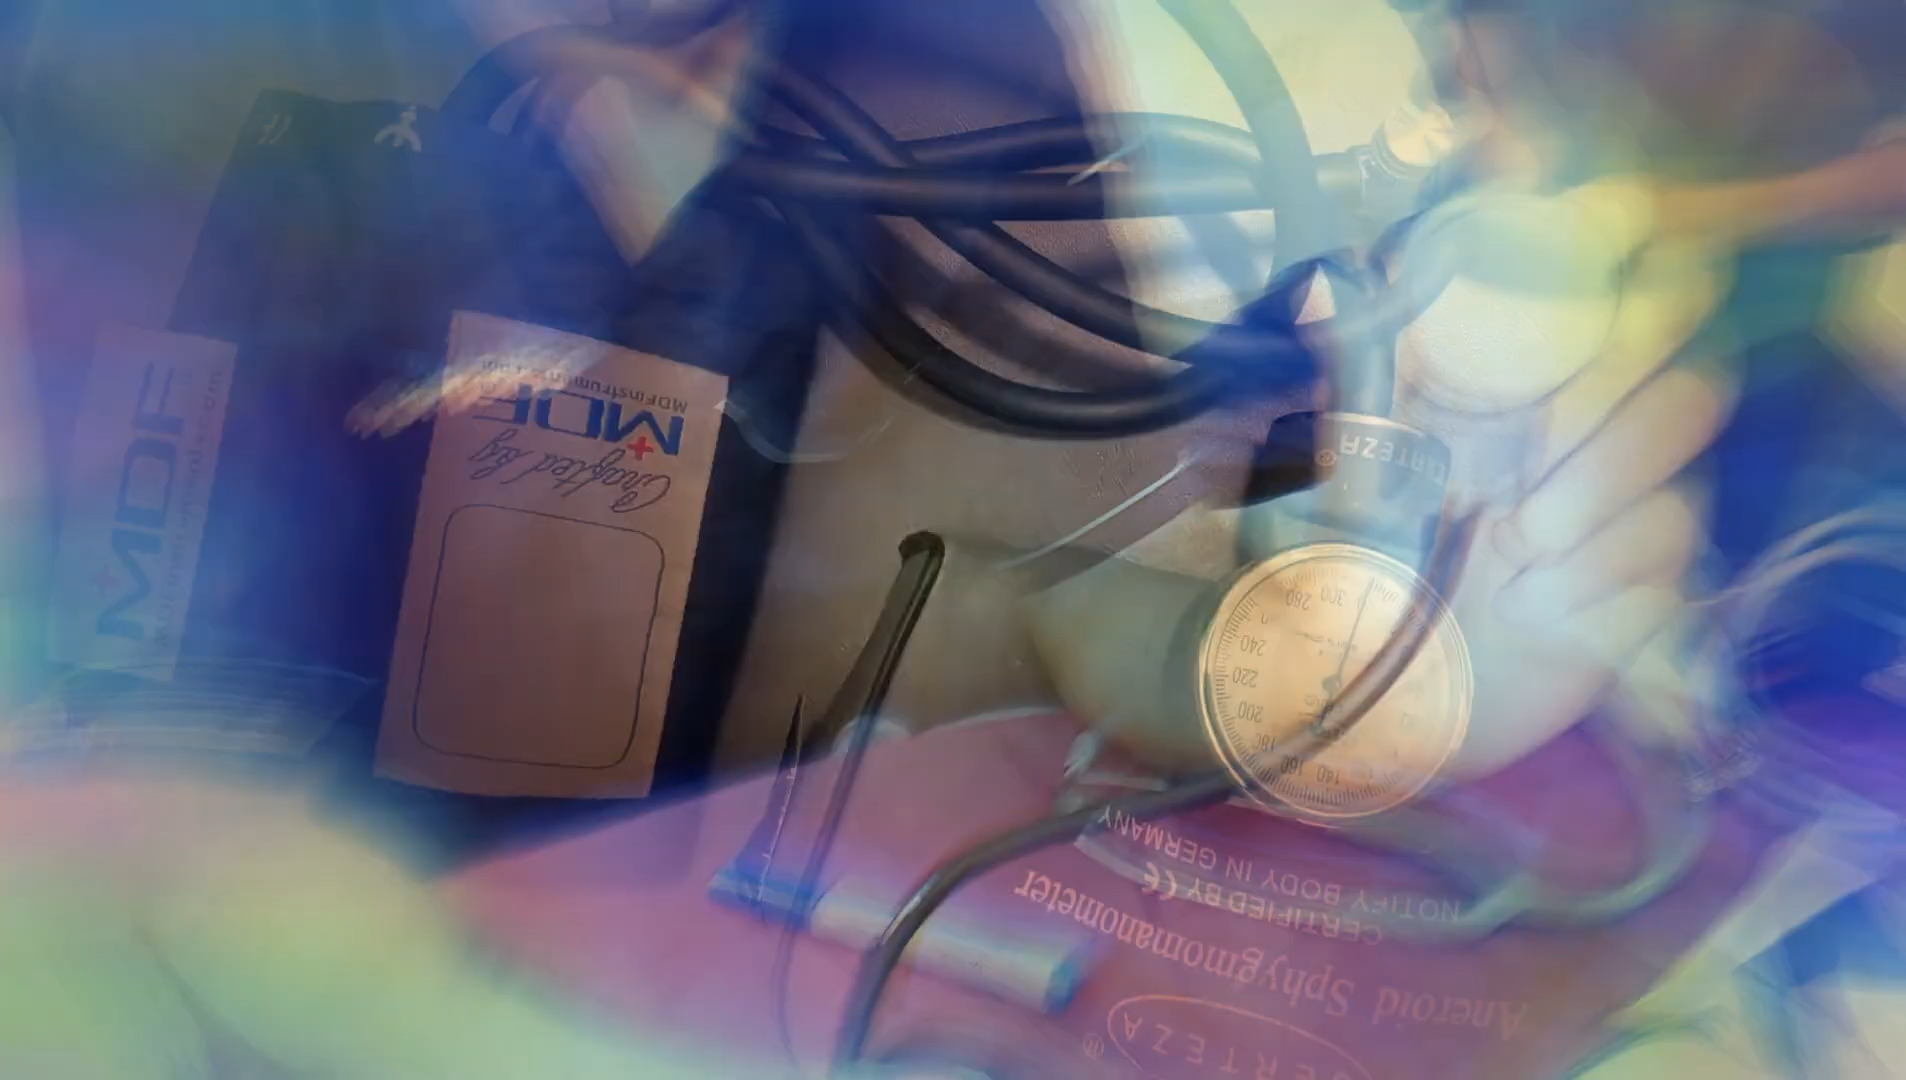 MDF
Crafted by
MDF
MDFInstruments.com
ERTEZA®
300
280
240
220
200
180
160
140
ERTEZA®
Aneroid Sphygmomanometer
CERTIFIED BY CE
NOTIFY BODY IN GERMANY